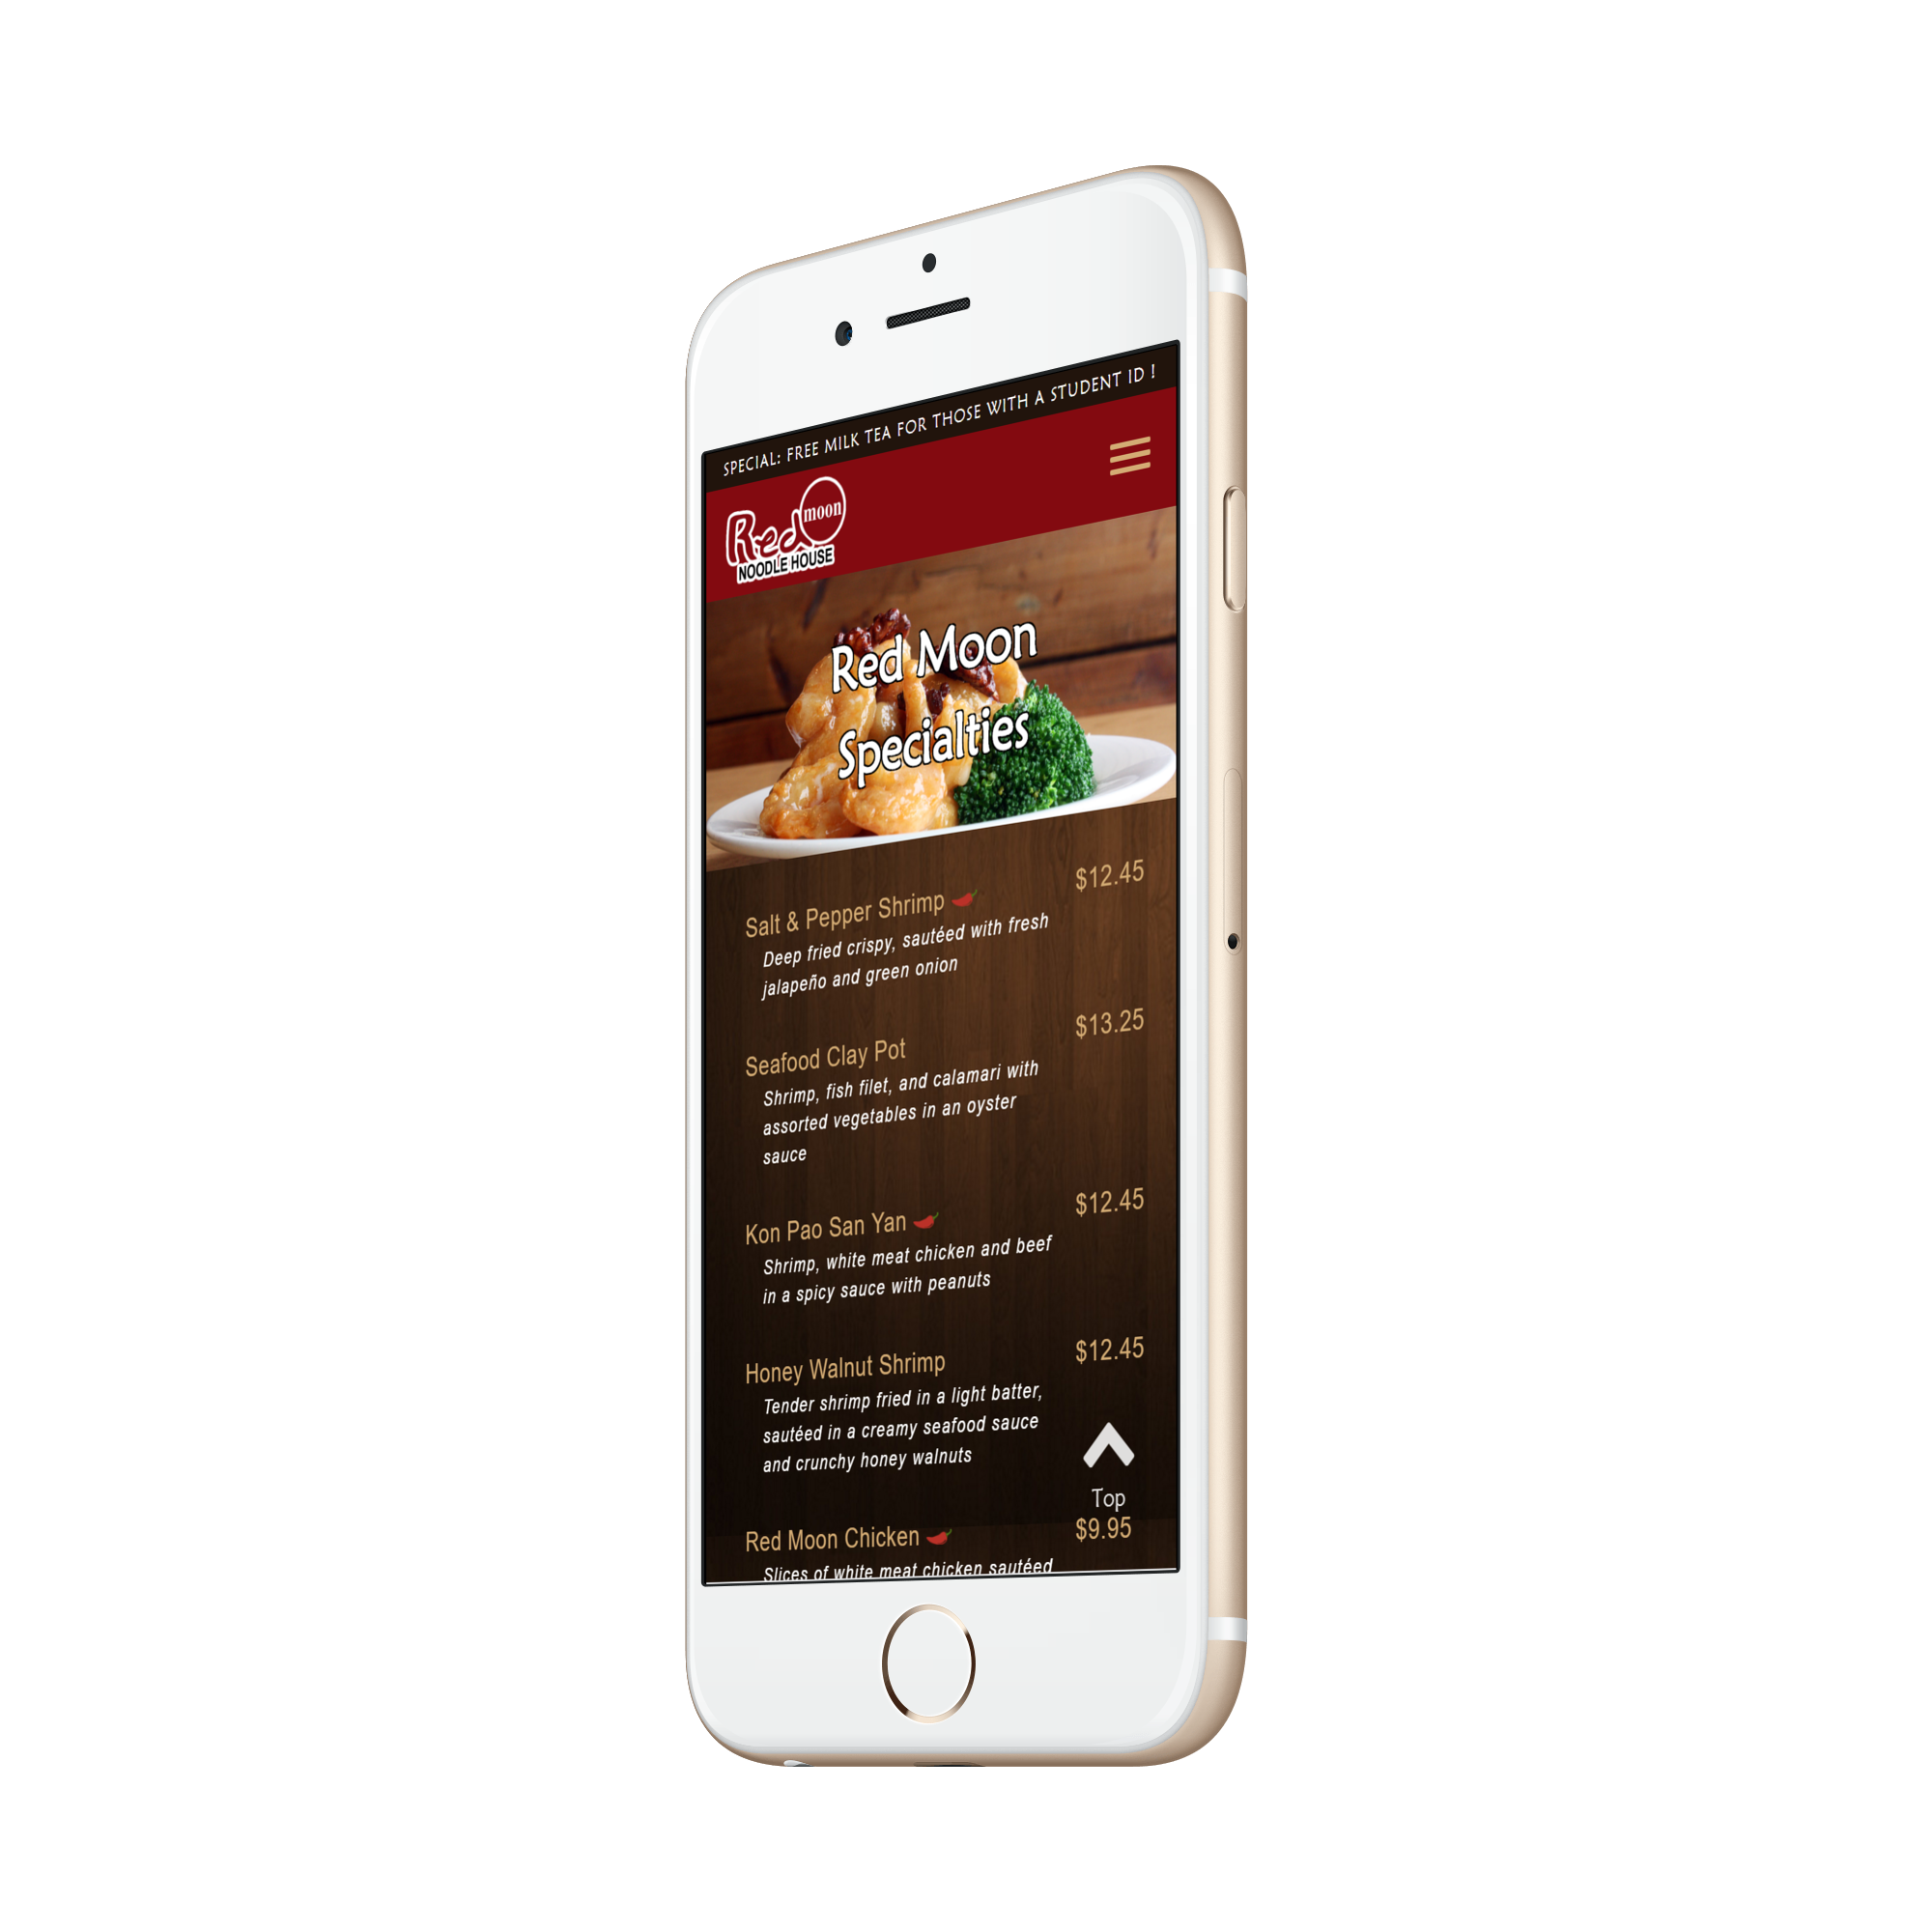 SPECIAL: FREE MILK TEA FOR THOSE WITH A STUDENT ID !
Red moon
NOODLE HOUSE
Red Moon
Specialties
Salt & Pepper Shrimp $12.45
Deep fried crispy, sautéed with fresh
jalapeño and green onion
Seafood Clay Pot $13.25
Shrimp, fish filet, and calamari with
assorted vegetables in an oyster
sauce
Kon Pao San Yan $12.45
Shrimp, white meat chicken and beef
in a spicy sauce with peanuts
Honey Walnut Shrimp $12.45
Tender shrimp fried in a light batter,
sautéed in a creamy seafood sauce
and crunchy honey walnuts
Top
Red Moon Chicken $9.95
Slices of white meat chicken sautéed